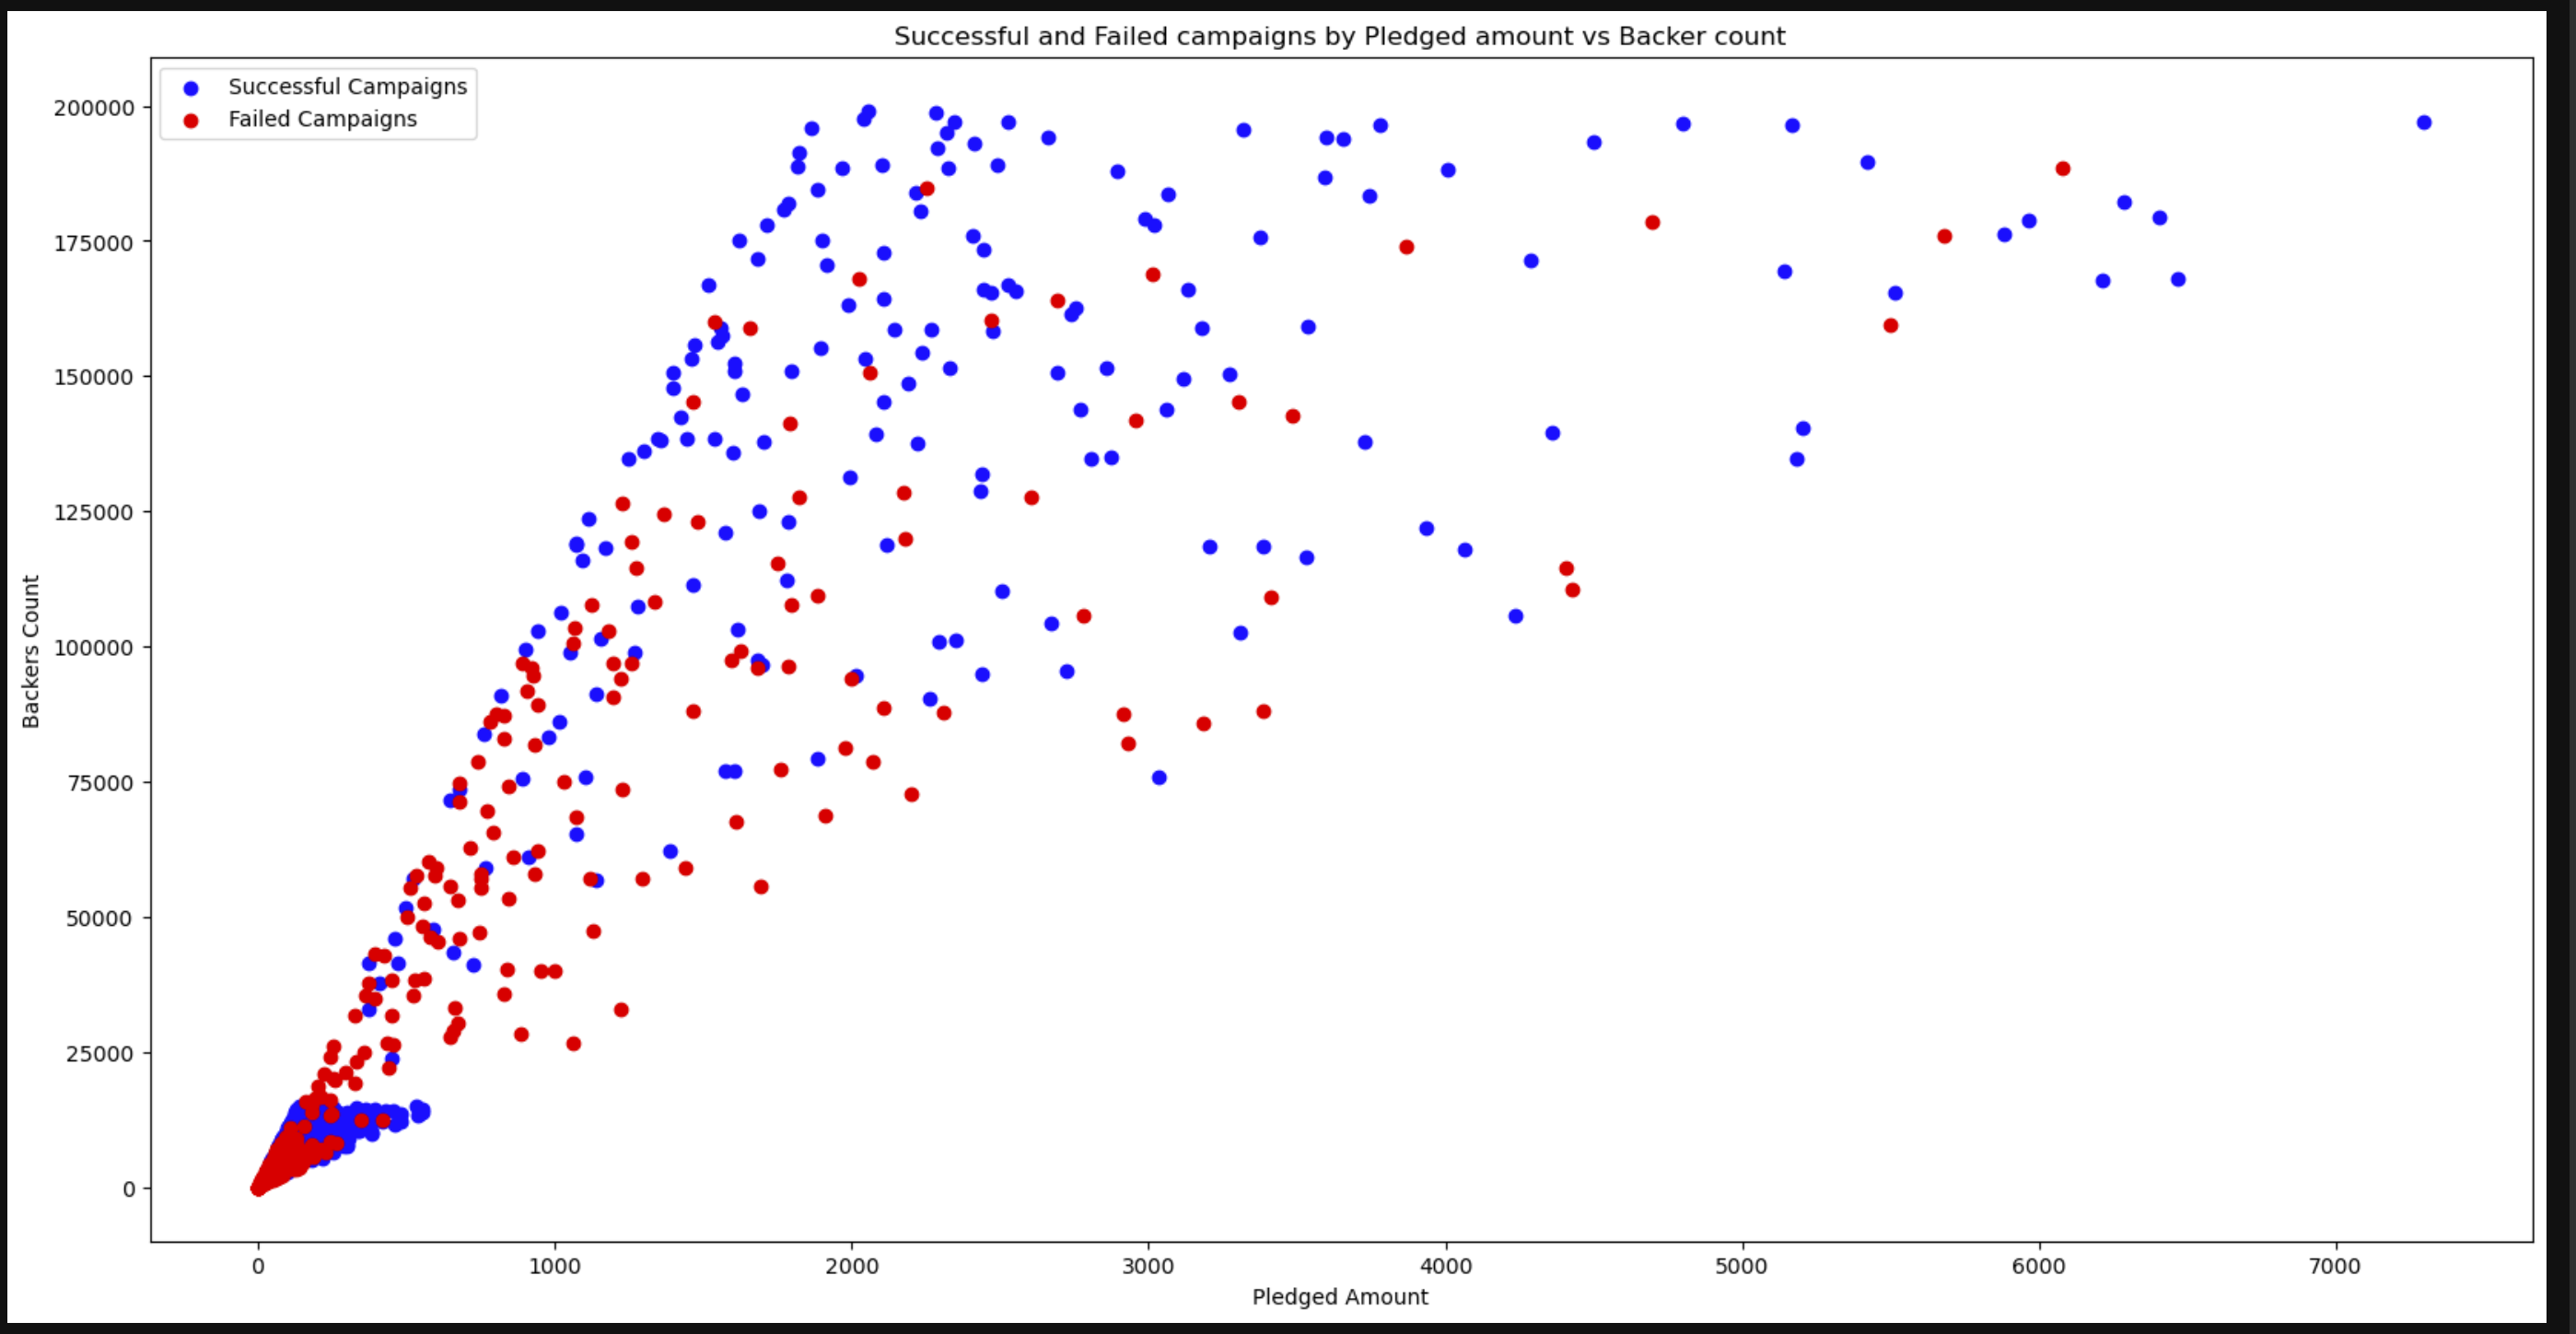 Successful and Failed campaigns by Pledged amount vs Backer count
Successful Campaigns
Failed Campaigns
200000
175000
150000
125000
100000
75000
50000
25000
0
Backers Count
0 1000 2000 3000 4000 5000 6000 7000
Pledged Amount